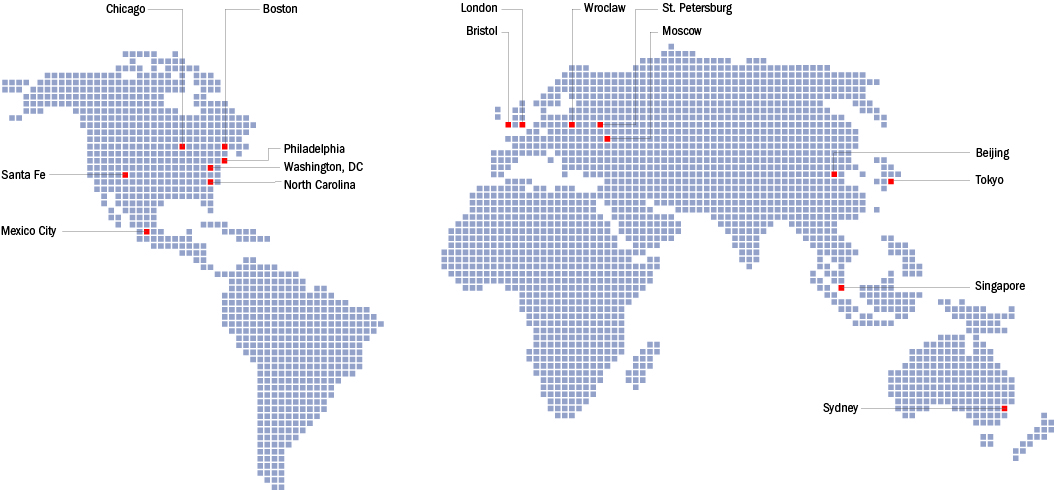 Chicago
Boston
London
Wroclaw
St. Petersburg
Bristol
Moscow
Philadelphia
Beijing
Washington, DC
Santa Fe
Tokyo
North Carolina
Mexico City
Singapore
Sydney